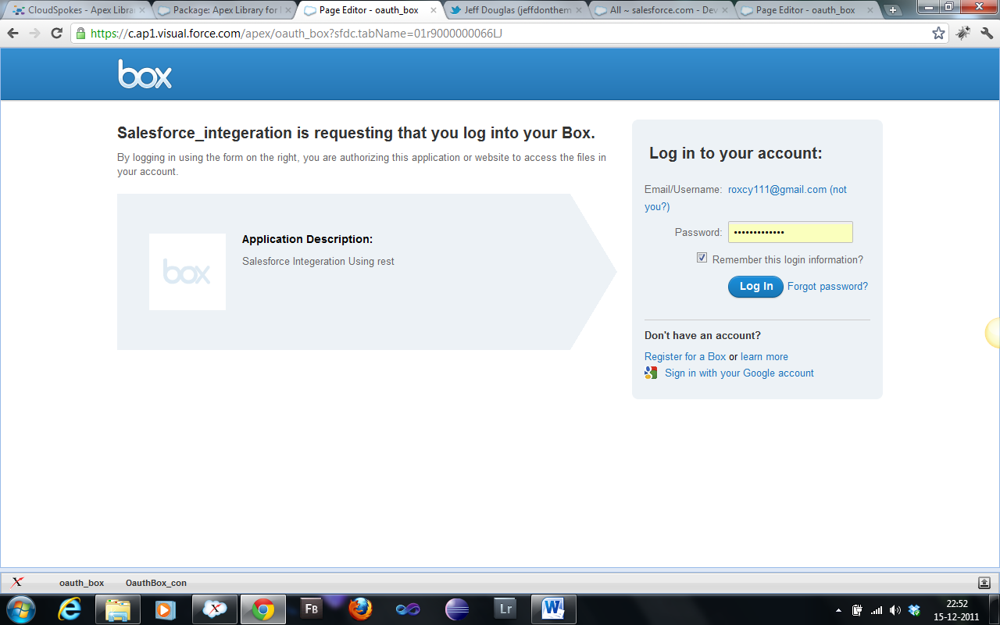 CloudSpokes - Apex Libra
Package: Apex Library for
Page Editor - oauth_box
Jeff Douglas (jeffdonthem
All ~ salesforce.com - Dev
Page Editor - oauth_box
https://c.ap1.visual.force.com/apex/oauth_box?sfdc.tabName=01r9000000066LJ
box
Salesforce_integeration is requesting that you log into your Box.
By logging in using the form on the right, you are authorizing this application or website to access the files in
your account.
box
Application Description:
Salesforce Integeration Using rest
Log in to your account:
Email/Username: roxcy111@gmail.com (not
you?)
Password: •••••••••••••
Remember this login information?
Log In Forgot password?
Don't have an account?
Register for a Box or learn more
Sign in with your Google account
oauth_box OauthBox_con
FB
Lr
W
22:52
15-12-2011